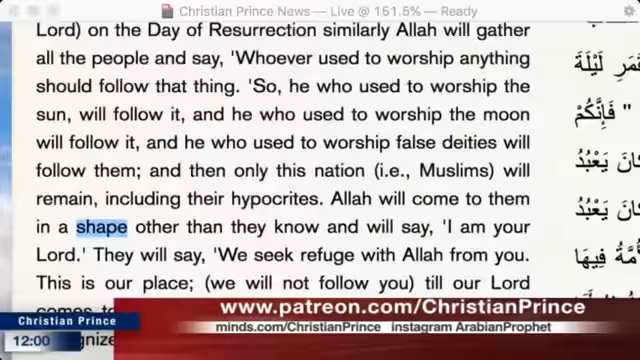 Christian Prince News — Live @ 151.5% — Ready
Lord) on the Day of Resurrection similarly Allah will gather
all the people and say, 'Whoever used to worship anything
should follow that thing. 'So, he who used to worship the
sun, will follow it, and he who used to worship the moon
will follow it, and he who used to worship false deities will
follow them; and then only this nation (i.e., Muslims) will
remain, including their hypocrites. Allah will come to them
in a shape other than they know and will say, 'I am your
Lord.' They will say, 'We seek refuge with Allah from you.
This is our place; (we will not follow you) till our Lord
comes to
لَيْلَةَ
" فَإِنَّكُمْ
كَانَ يَعْبُدُ
كَانَ يَعْبُدُ
فِيهَا
www.patreon.com/ChristianPrince
Christian Prince
minds.com/ChristianPrince instagram ArabianProphet
12:00